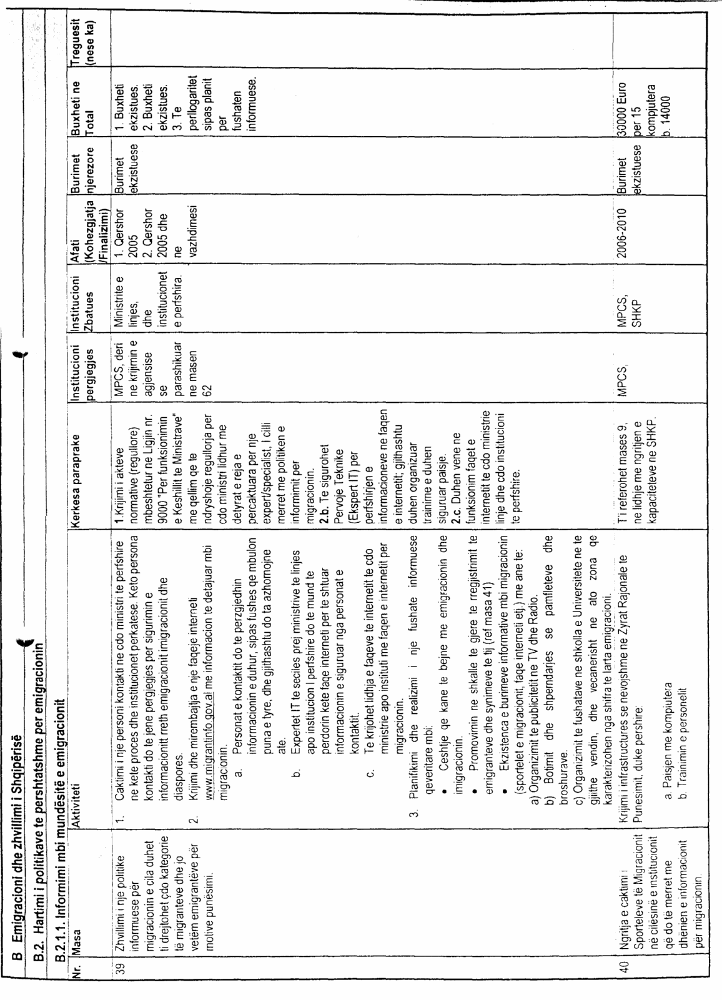 B Emigracioni dhe zhvillimi i Shqipërisë
B.2. Hartimi i politikave te pershtatshme per emigracionin
B.2.1.1. Informimi mbi mundësitë e emigracionit
Nr.
Masa
Aktiviteti
Kerkesa paraprake
Institucioni
pergjegjes
Institucioni
Zbatues
Afati
(Kohezgjatja
/Finalizimi)
Burimet
njerezore
Buxheti ne
Total
Treguesit
(nese ka)
39
Zhvillimi i nje politike
informuese për
migracionin e cila duhet
ti drejtohet çdo kategorie
të migranteve dhe jo
vetëm emigrantëve për
motive punësimi.
1. Caktimi i nje personi kontakti ne cdo ministri te perfshire
ne kete proces dhe institucionet perkatese. Keto persona
kontakti do te jene pergjegjes per sigurimin e
informacionitt rreth emigracionit imigracionit dhe
diaspores.
2. Krijimi dhe mirembajtja e nje faqeje interneti
www.migrantinfo.gov.al me informacion te detajuar mbi
migracionin.
a. Personat e kontaktit do te perzgjedhin
informacionin e duhur, sipas fushes qe mbulon
puna e tyre, dhe gjithashtu do ta azhornojne
ate.
b. Expertet IT te seciles prej ministrive te linjes
apo institucion I perfshire do te mund te
perdorin kete faqe interneti per te shtuar
informacionin e siguruar nga personat e
kontaktit.
c. Te krijohet lidhja e faqeve te internetit te cdo
ministrie apo instituti me faqen e internetit per
migracionin.
3. Planifikimi dhe realizimi i nje fushate informuese
qeveritare mbi:
• Ceshtje qe kane te bejne me emigracionin dhe
imigracionin.
• Promovimin ne shkalle te gjere te rregjistrimit te
emigranteve dhe synimeve te tij (ref masa 41)
• Ekzistenca e burimeve informative mbi migracionin
(sportelet e migracionit, faqe interneti etj.) me ane te:
a) Organizimit te publicitetit ne TV dhe Radio.
b) Botimit dhe shperndarjes se pamfleteve dhe
broshurave.
c) Organizimit te fushatave ne shkolla e Universitete ne te
gjithe vendin, dhe vecanerisht ne ato zona qe
karakterizohen nga shifra te larta emigracioni.
1.Krijimi i akteve
normative (regullore)
mbeshtetur ne Ligjin nr.
9000 "Per funksionimin
e Keshillit te Ministrave"
me qellim qe te
ndryshoje regullorja per
cdo ministri lidhur me
detyrat e reja e
percaktuara per nje
expert/specialist, I cilli
merret me politiken e
informimit per
migracionin.
2.b. Te sigurohet
Pervoje Teknike
(Ekspert IT) per
perfshirjen e
informacioneve ne faqen
e internetit; gjithashtu
duhen organizuar
trainime e duhen
siguruar paisje.
2.c. Duhen vene ne
funksionim faqet e
internetit te cdo ministrie
linje dhe cdo institucioni
te perfshire.
MPCS, deri
ne krijimin e
agjensise
se
parashikuar
ne masen
62
Ministrite e
linjes,
dhe
institucionet
e perfshira.
1. Qershor
2005
2. Qershor
2005 dhe
ne
vazhdimesi
Burimet
ekzistuese
1. Buxheti
ekzistues.
2. Buxheti
ekzistues.
3. Te
perllogaritet
sipas planit
per
fushaten
informuese.
40
Ngritja e caktimi i
Sporteleve të Migracionit
në cilësinë e institucionit
që do të merret me
dhënien e informacionit
për migracionin.
Krijimi i infrastructures se nevojshme ne Zyrat Rajonale te
Punesimit, duke pershire:
a. Paisjen me kompiutera
b. Trainimin e personelit
T'i referohet mases 9,
ne lidhje me ngritjen e
kapaciteteve ne SHKP.
MPCS,
MPCS,
SHKP
2006-2010
Burimet
ekzistuese
30000 Euro
per 15
kompjutera
b. 14000